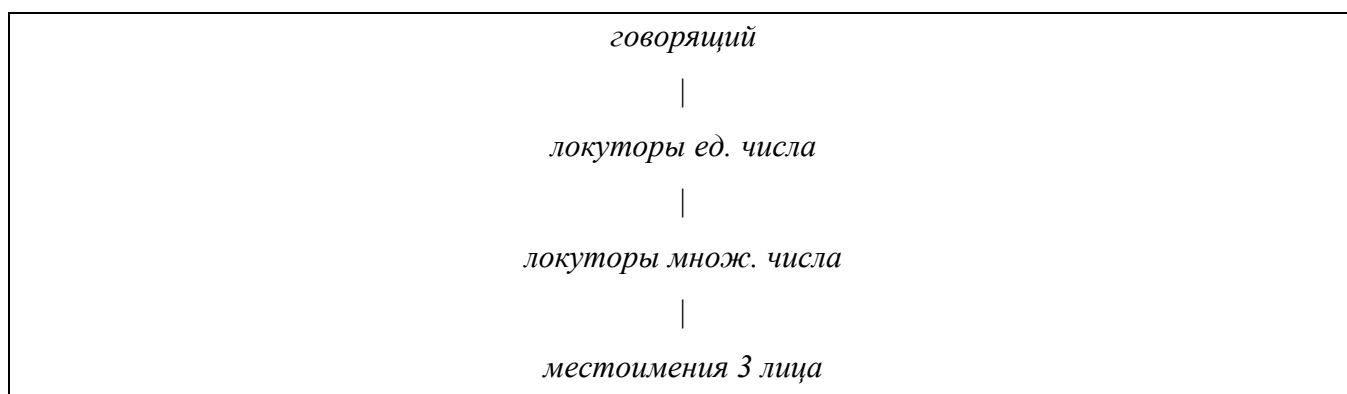 говорящий
|
локуторы ед. числа
|
локуторы множ. числа
|
местоимения 3 лица